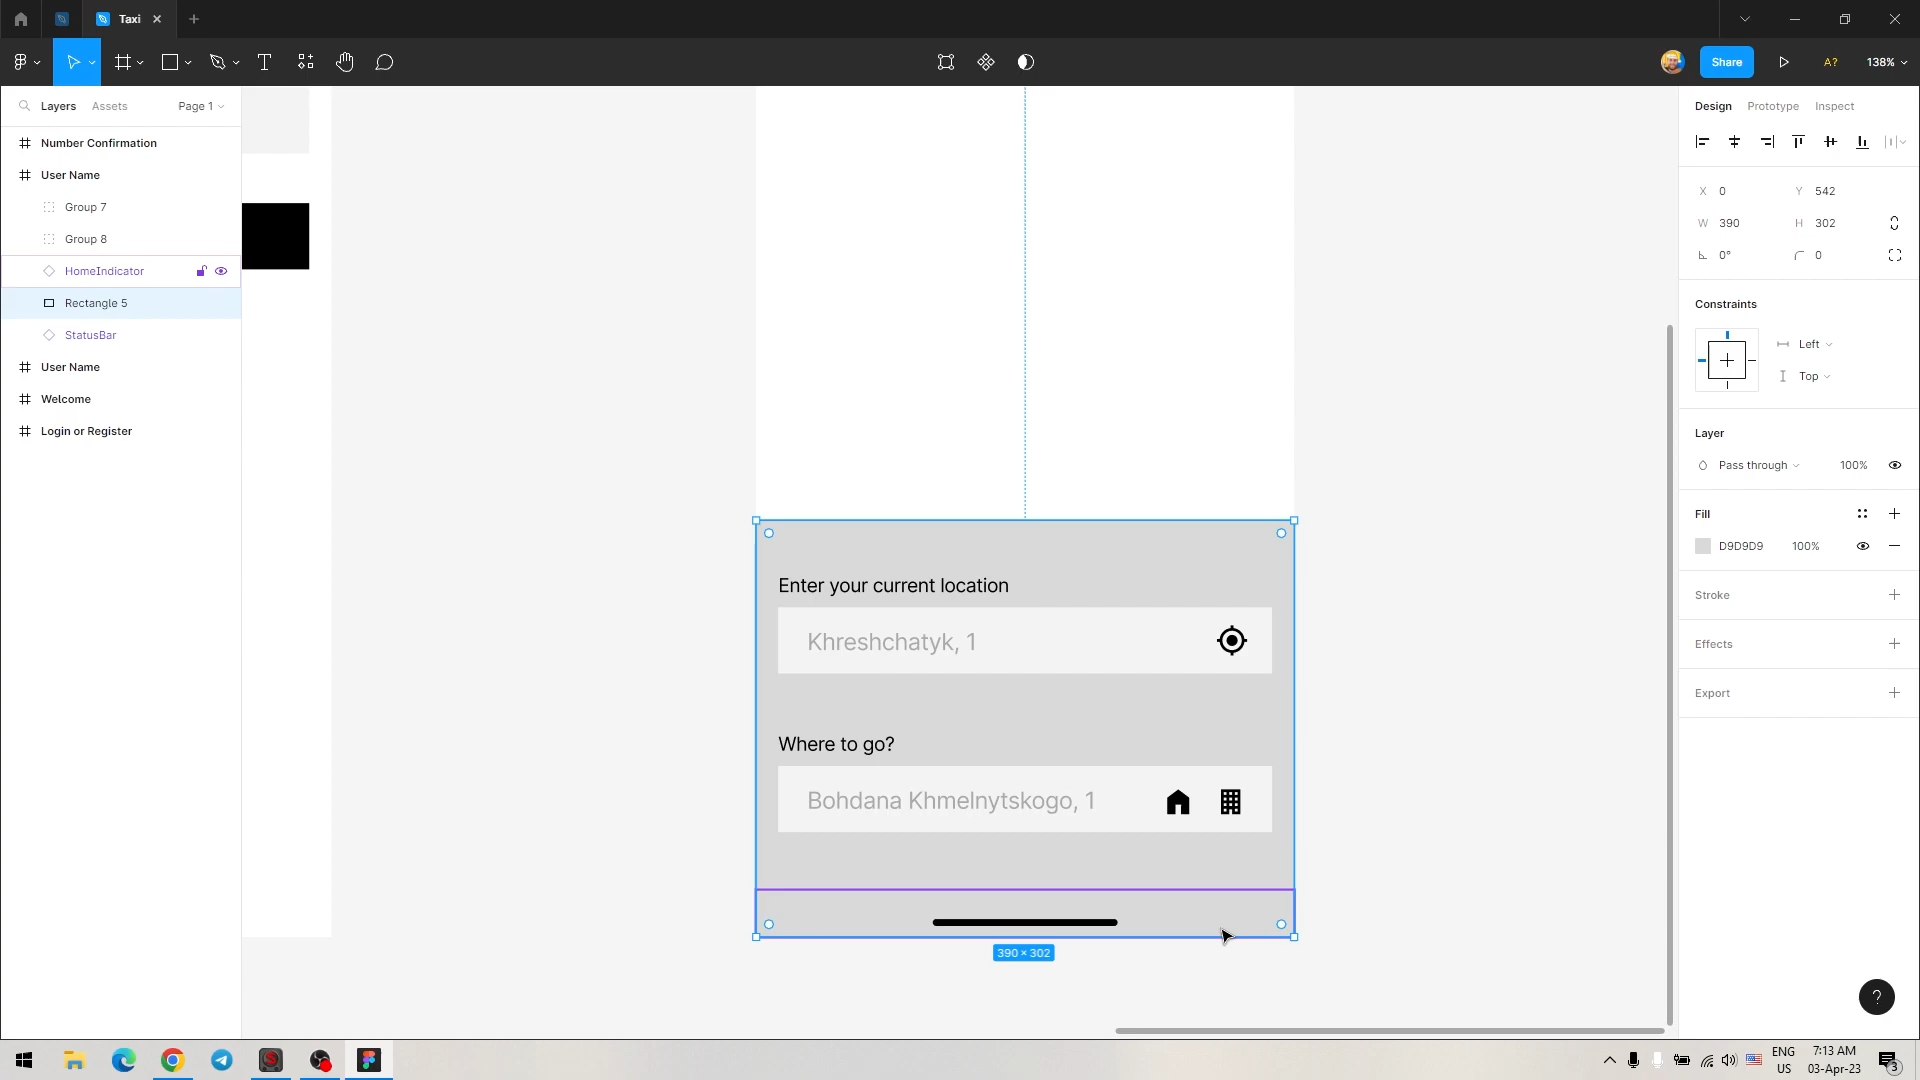 Taxi
Share
A?
138%
Layers
Assets
Page 1
Number Confirmation
User Name
Group 7
Group 8
HomeIndicator
Rectangle 5
StatusBar
User Name
Welcome
Login or Register
Enter your current location
Khreshchatyk, 1
Where to go?
Bohdana Khmelnytskogo, 1
390 × 302
Design
Prototype
Inspect
X 0
Y 542
W 390
H 302
0°
0
Constraints
Left
Top
Layer
Pass through
100%
Fill
D9D9D9
100%
Stroke
Effects
Export
?
ENG
US
7:13 AM
03-Apr-23
3